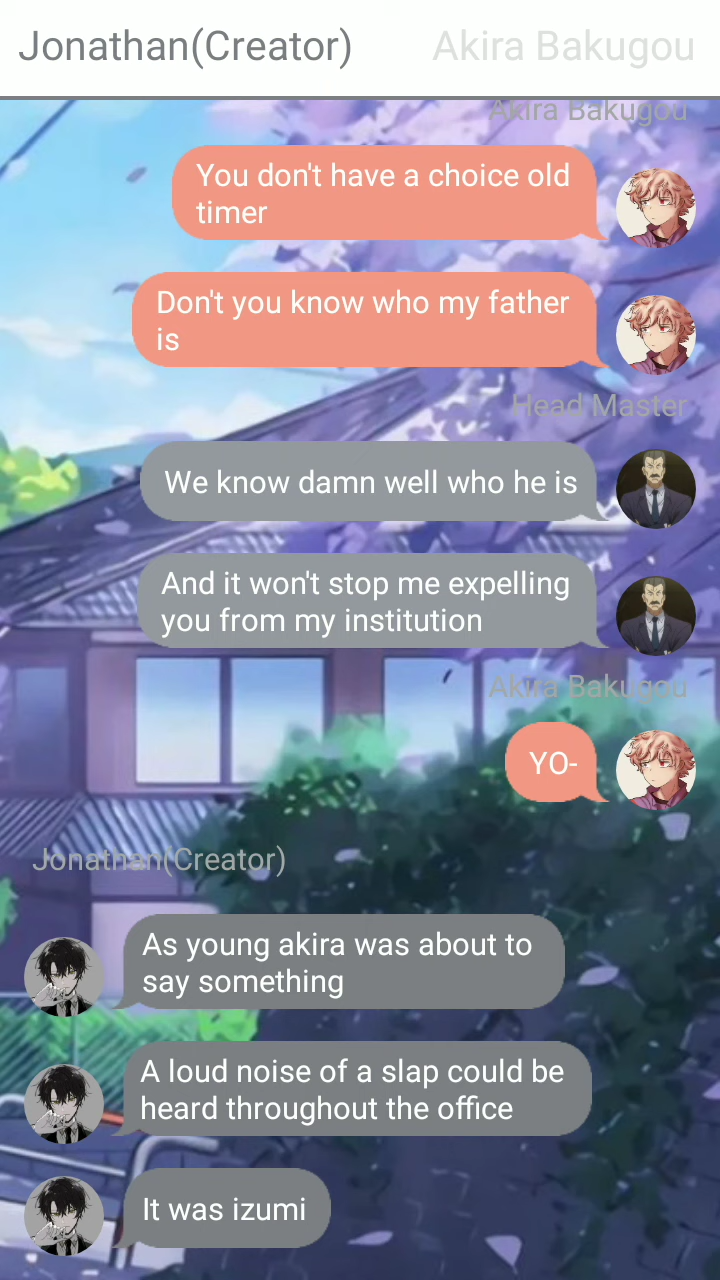 Jonathan(Creator)
Akira Bakugou
Akira Bakugou
You don't have a choice old
timer
Don't you know who my father
is
Head Master
We know damn well who he is
And it won't stop me expelling
you from my institution
Akira Bakugou
YO-
Jonathan(Creator)
As young akira was about to
say something
A loud noise of a slap could be
heard throughout the office
It was izumi